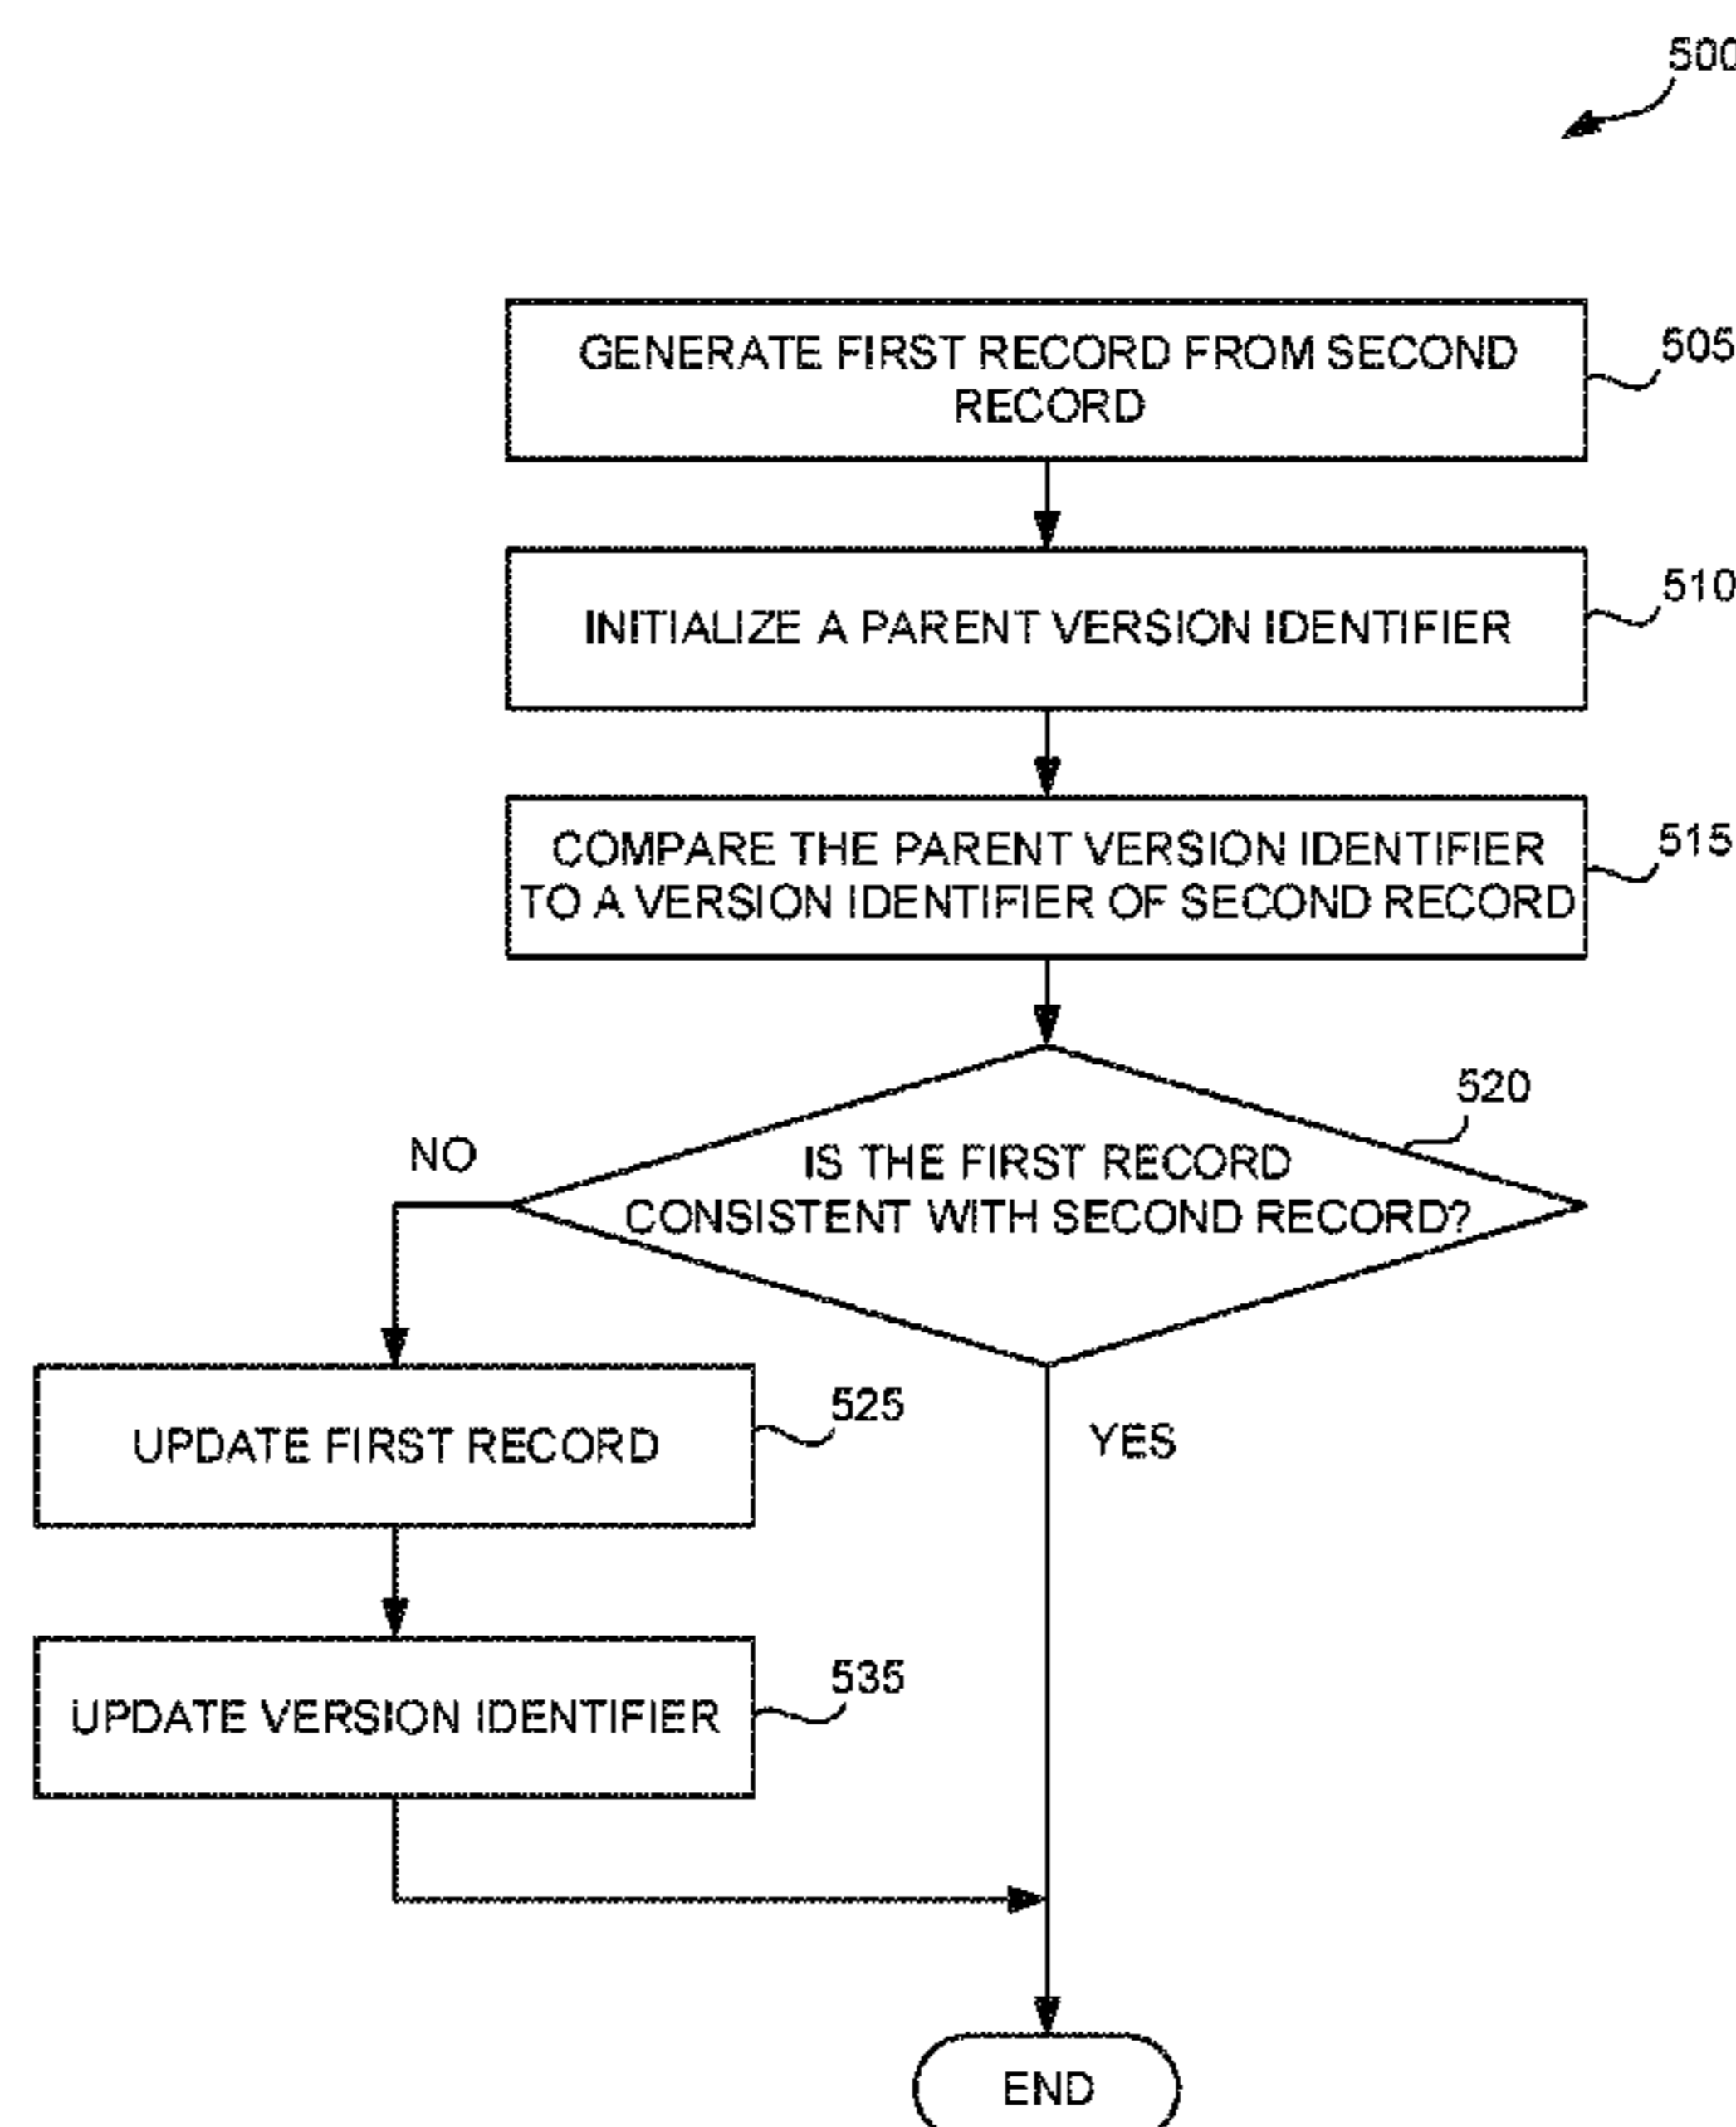 500
GENERATE FIRST RECORD FROM SECOND
RECORD
505
INITIALIZE A PARENT VERSION IDENTIFIER
510
COMPARE THE PARENT VERSION IDENTIFIER
TO A VERSION IDENTIFIER OF SECOND RECORD
515
520
IS THE FIRST RECORD
CONSISTENT WITH SECOND RECORD?
NO
YES
UPDATE FIRST RECORD
525
UPDATE VERSION IDENTIFIER
535
END